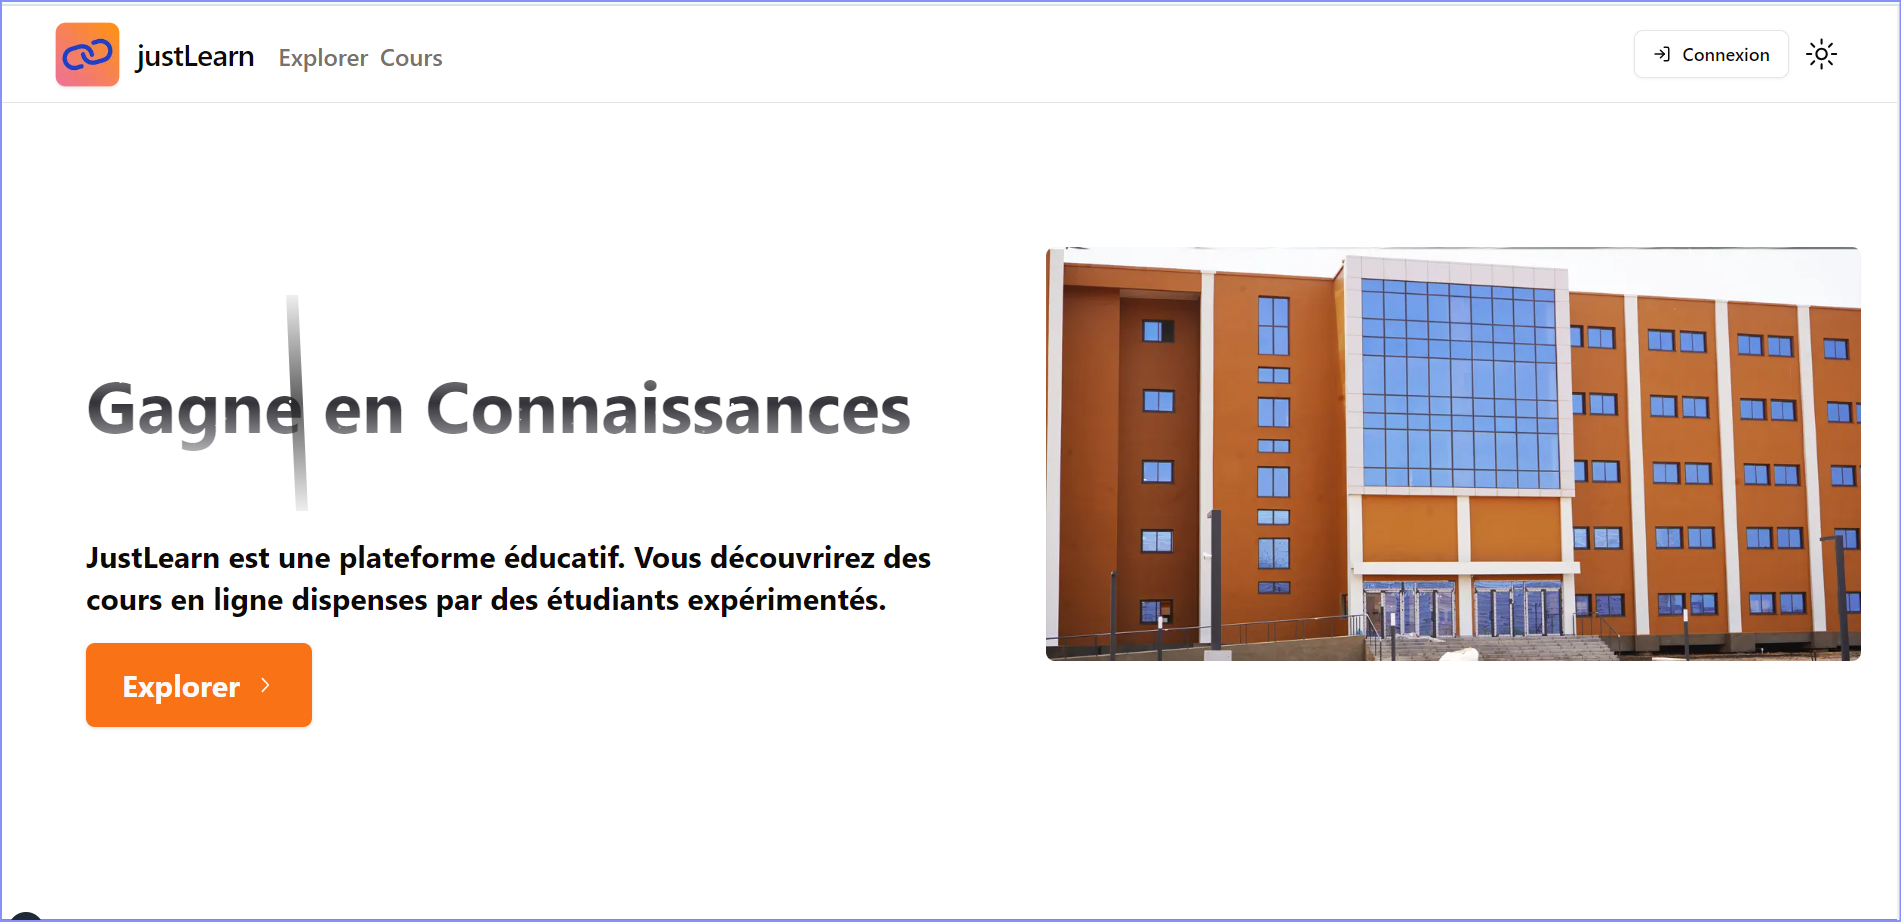 justLearn Explorer Cours Connexion
Gagne en Connaissances
JustLearn est une plateforme éducatif. Vous découvrirez des
cours en ligne dispenses par des étudiants expérimentés.
Explorer